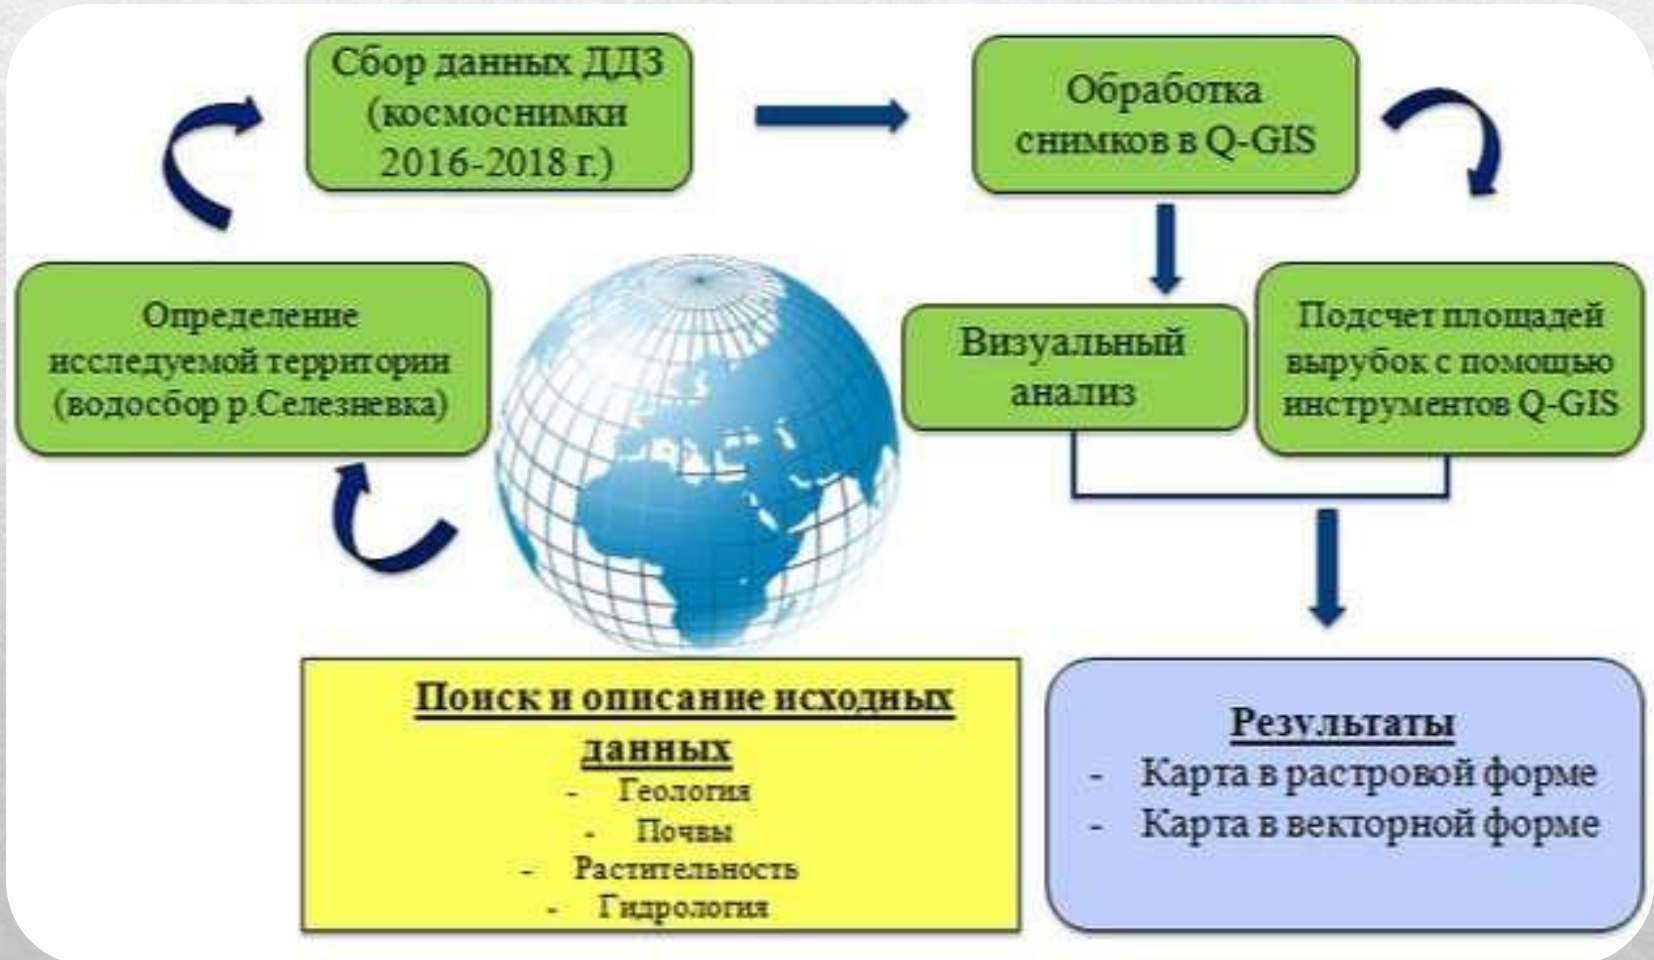 Сбор данных ДДЗ
(космоснимки
2016-2018 г.)
Обработка
снимков в Q-GIS
Определение
исследуемой территории
(водосбор р.Селезневка)
Визуальный
анализ
Подсчет площадей
вырубок с помощью
инструментов Q-GIS
Поиск и описание исходных
данных
- Геология
- Почвы
- Растительность
- Гидрология
Результаты
- Карта в растровой форме
- Карта в векторной форме